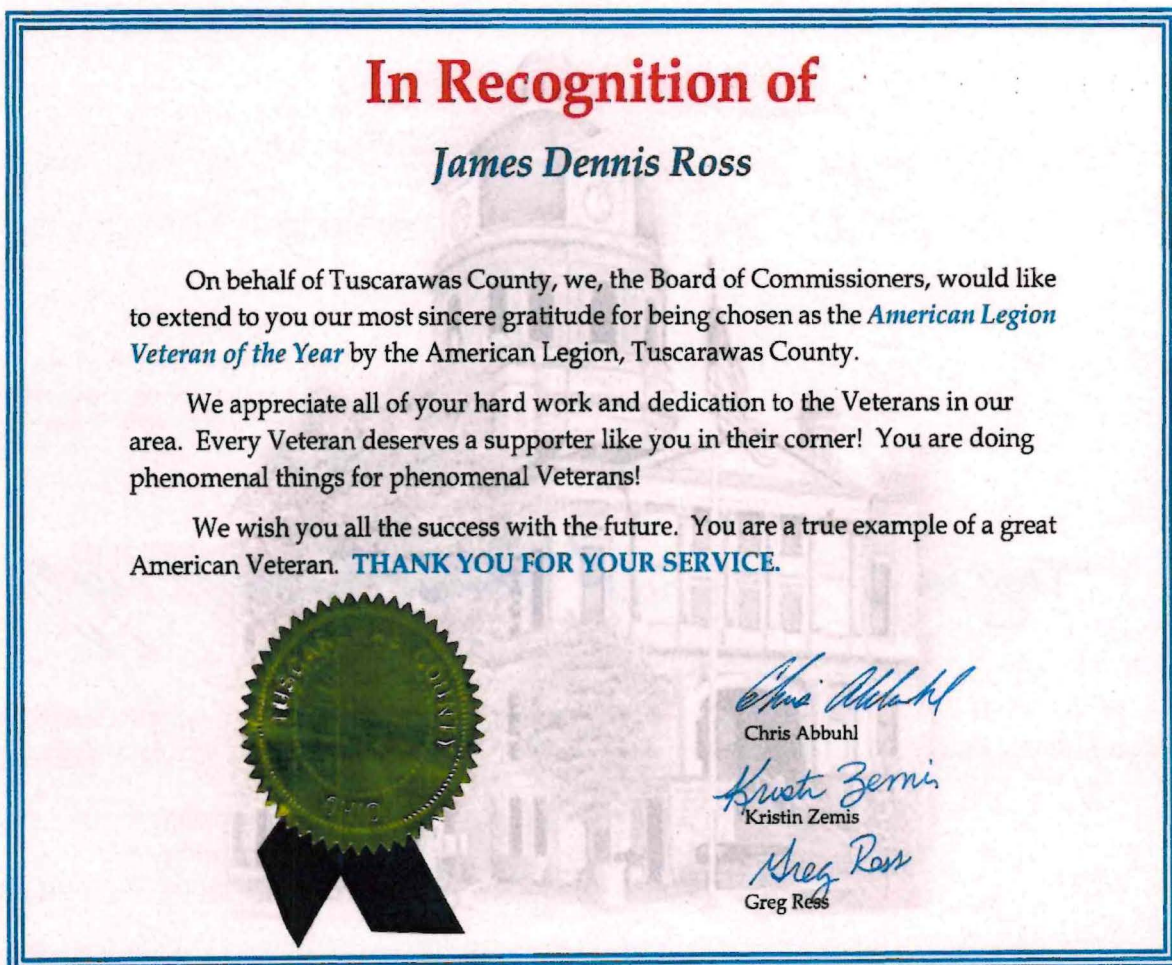 In Recognition of
James Dennis Ross
On behalf of Tuscarawas County, we, the Board of Commissioners, would like
to extend to you our most sincere gratitude for being chosen as the American Legion
Veteran of the Year by the American Legion, Tuscarawas County.
We appreciate all of your hard work and dedication to the Veterans in our
area. Every Veteran deserves a supporter like you in their corner! You are doing
phenomenal things for phenomenal Veterans!
We wish you all the success with the future. You are a true example of a great
American Veteran. THANK YOU FOR YOUR SERVICE.
TUSCARAWAS COUNTY
OHIO
Chris Abbuhl
Chris Abbuhl
Kristin Zemis
Kristin Zemis
Greg Ress
Greg Ress